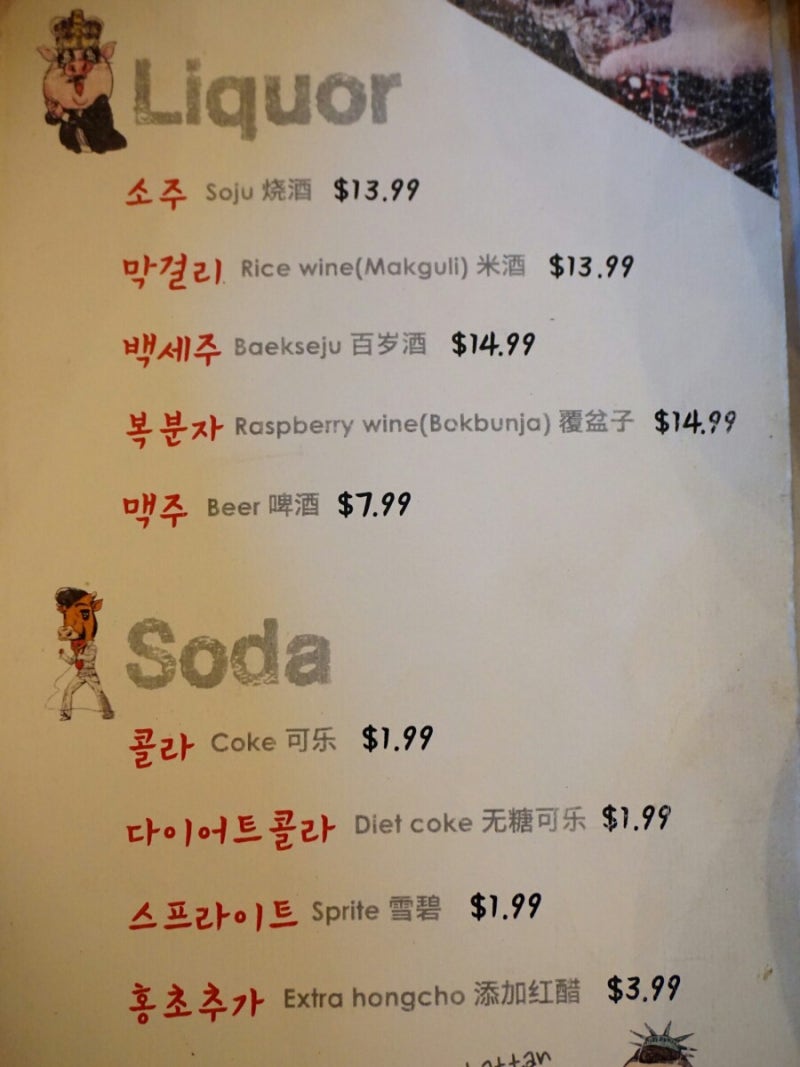 Liquor
소주 Soju 烧酒 $13.99
막걸리 Rice wine(Makguli) 米酒 $13.99
백세주 Baekseju 百岁酒 $14.99
복분자 Raspberry wine(Bokbunja) 覆盆子 $14.99
맥주 Beer 啤酒 $7.99
Soda
콜라 Coke 可乐 $1.99
다이어트콜라 Diet coke 无糖可乐 $1.99
스프라이트 Sprite 雪碧 $1.99
홍초추가 Extra hongcho 添加红醋 $3.99